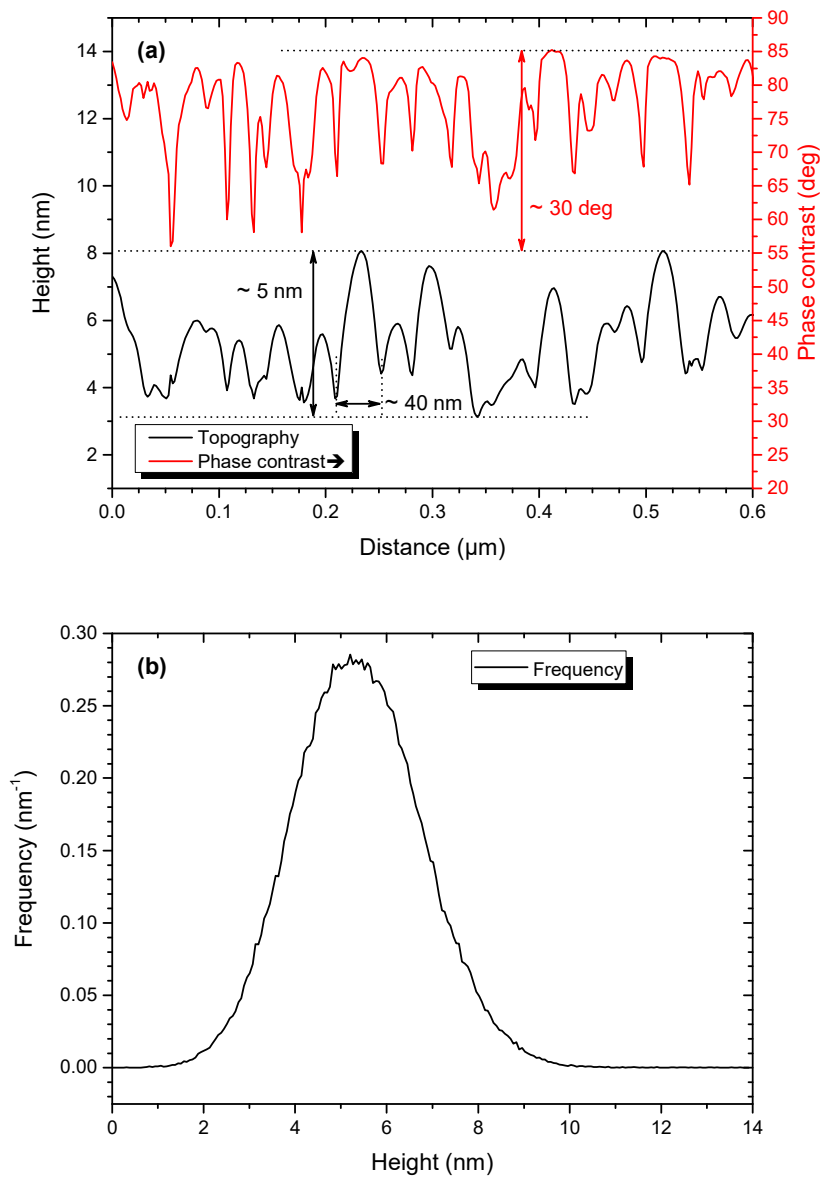 (a)
14
12
10
8
6
4
2
Height (nm)
90
85
80
75
70
65
60
55
50
45
40
35
30
25
20
Phase contrast (deg)
~ 30 deg
~ 5 nm
~ 40 nm
Topography
Phase contrast➔
0.0 0.1 0.2 0.3 0.4 0.5 0.6
Distance (µm)
(b)
Frequency
0.30
0.25
0.20
0.15
0.10
0.05
0.00
Frequency (nm⁻¹)
0 2 4 6 8 10 12 14
Height (nm)